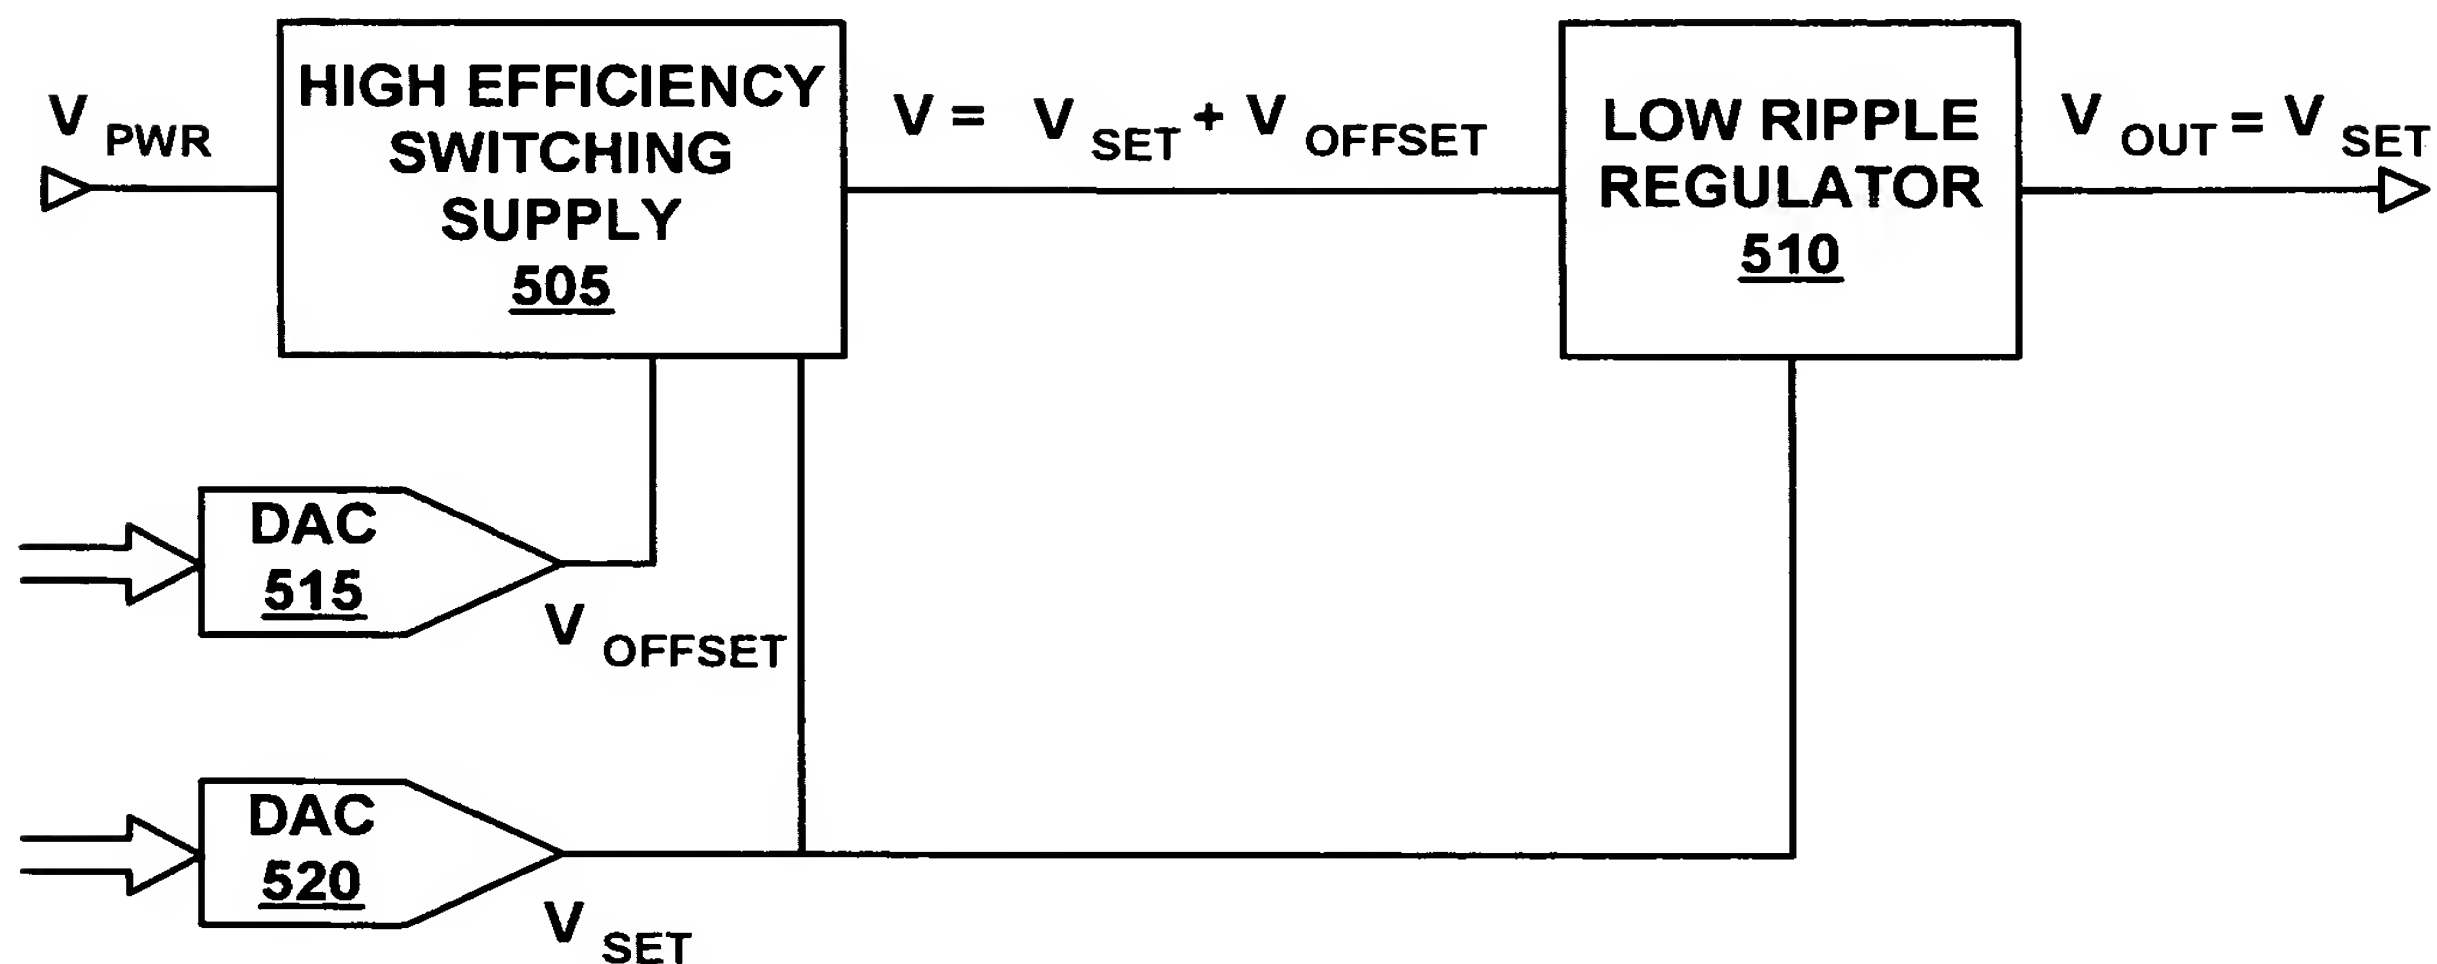 V PWR
HIGH EFFICIENCY
SWITCHING
SUPPLY
505
V = V SET + V OFFSET
LOW RIPPLE
REGULATOR
510
V OUT = V SET
DAC
515
V OFFSET
DAC
520
V SET